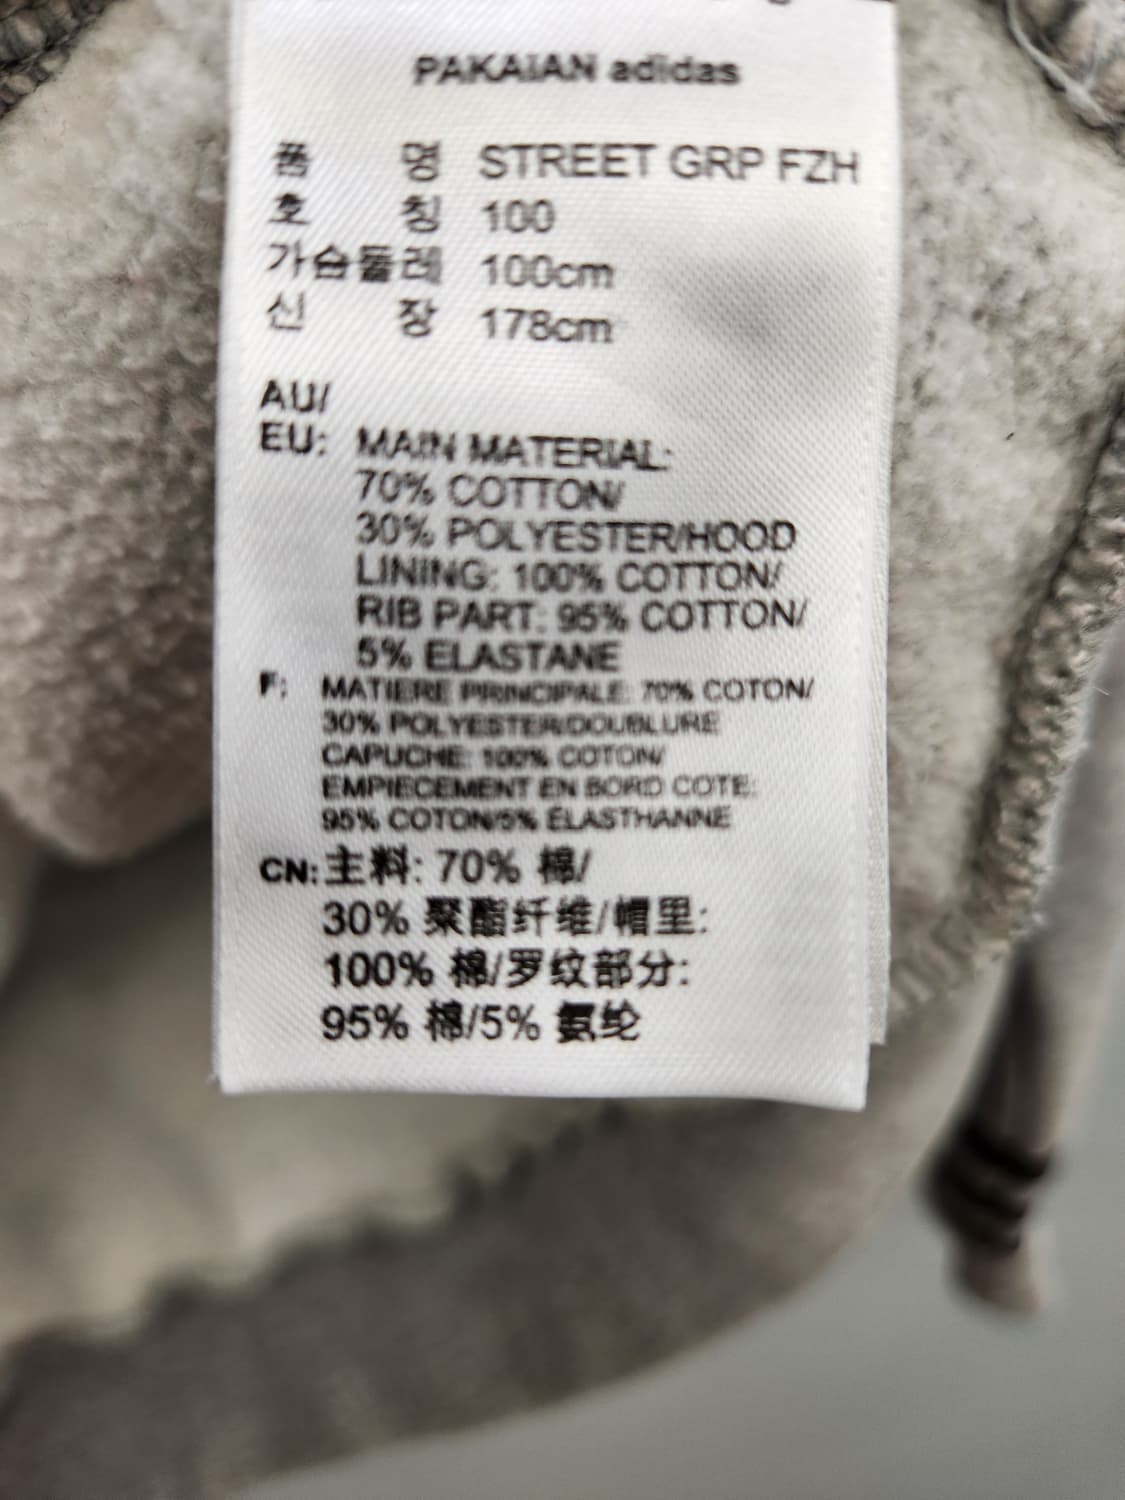 PAKAIAN adidas
품 명 STREET GRP FZH
호 칭 100
가슴둘레 100cm
신 장 178cm
AU/
EU: MAIN MATERIAL:
70% COTTON/
30% POLYESTER/HOOD
LINING: 100% COTTON/
RIB PART: 95% COTTON/
5% ELASTANE
F: MATIERE PRINCIPALE: 70% COTON/
30% POLYESTER/DOUBLURE
CAPUCHE: 100% COTON/
EMPIECEMENT EN BORD COTE:
95% COTON/5% ELASTHANNE
CN: 主料: 70% 棉/
30% 聚酯纤维/帽里:
100% 棉/罗纹部分:
95% 棉/5% 氨纶